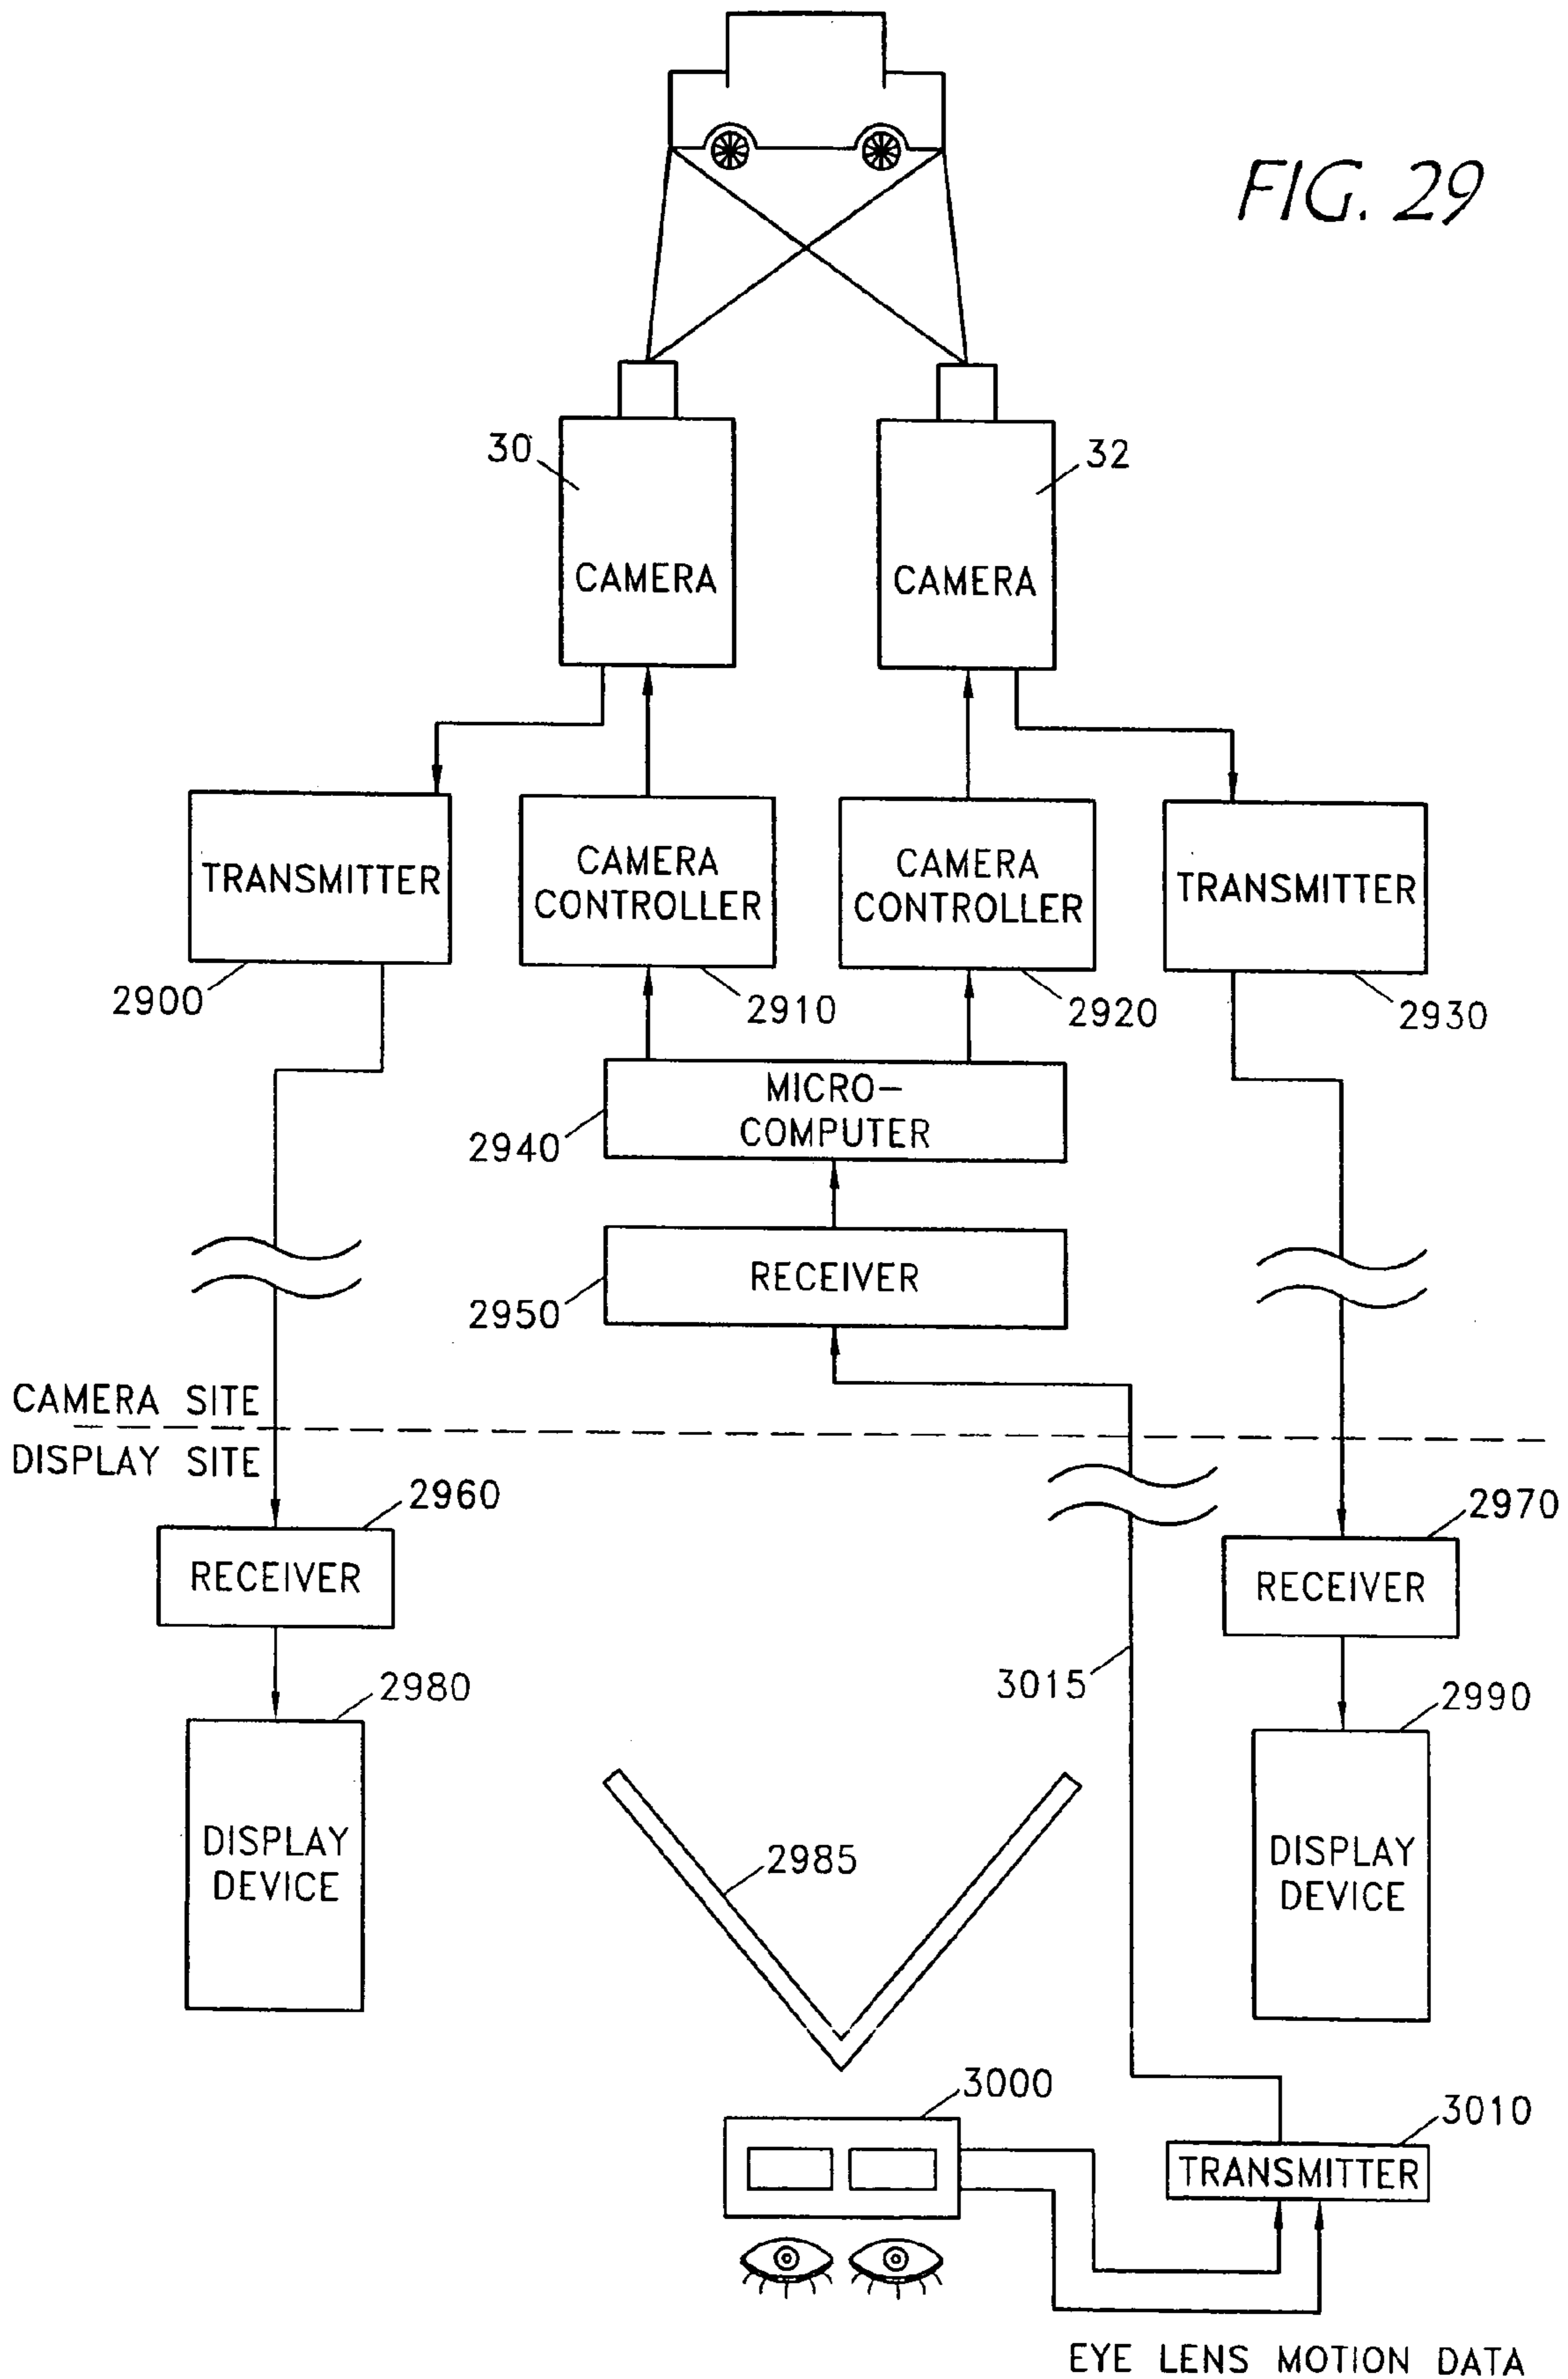 FIG. 29
30
32
CAMERA
CAMERA
TRANSMITTER
CAMERA
CONTROLLER
CAMERA
CONTROLLER
TRANSMITTER
2900
2910
2920
2930
MICRO-
COMPUTER
2940
RECEIVER
2950
CAMERA SITE
DISPLAY SITE
2960
2970
RECEIVER
RECEIVER
3015
2980
2990
DISPLAY
DEVICE
2985
DISPLAY
DEVICE
3000
3010
TRANSMITTER
EYE LENS MOTION DATA